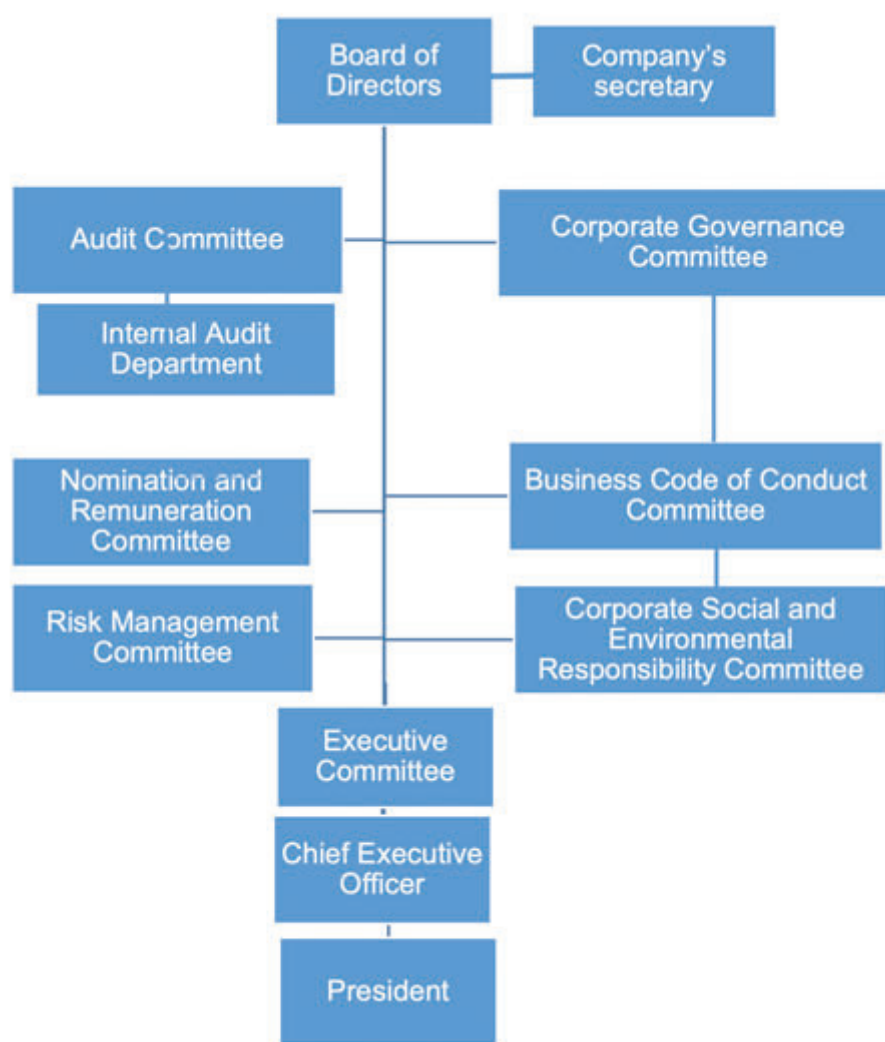 Board of
Directors
Company's
secretary
Audit Committee
Corporate Governance
Committee
Internal Audit
Department
Nomination and
Remuneration
Committee
Business Code of Conduct
Committee
Risk Management
Committee
Corporate Social and
Environmental
Responsibility Committee
Executive
Committee
Chief Executive
Officer
President